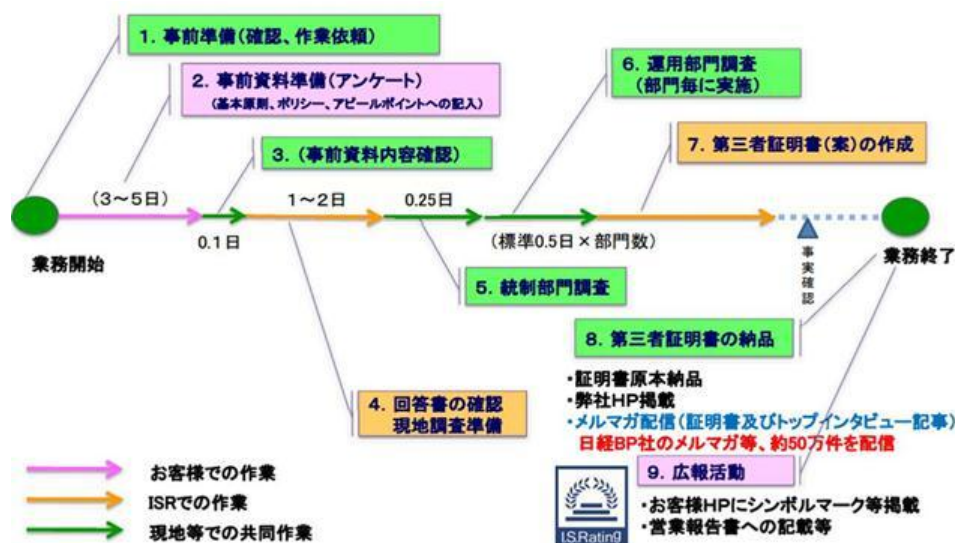 1. 事前準備(確認、作業依頼)
2. 事前資料準備(アンケート)
(基本原則、ポリシー、アピールポイントへの記入)
3. (事前資料内容確認)
6. 運用部門調査
(部門毎に実施)
7. 第三者証明書(案)の作成
(3~5日)
0.1日
1~2日
0.25日
(標準0.5日×部門数)
業務開始
事実確認
業務終了
5. 統制部門調査
4. 回答書の確認
現地調査準備
8. 第三者証明書の納品
・証明書原本納品
・弊社HP掲載
・メルマガ配信(証明書及びトップインタビュー記事)
日経BP社のメルマガ等、約50万件を配信
9. 広報活動
・お客様HPにシンボルマーク等掲載
・営業報告書への記載等
お客様での作業
ISRでの作業
現地等での共同作業
I.S.Rating